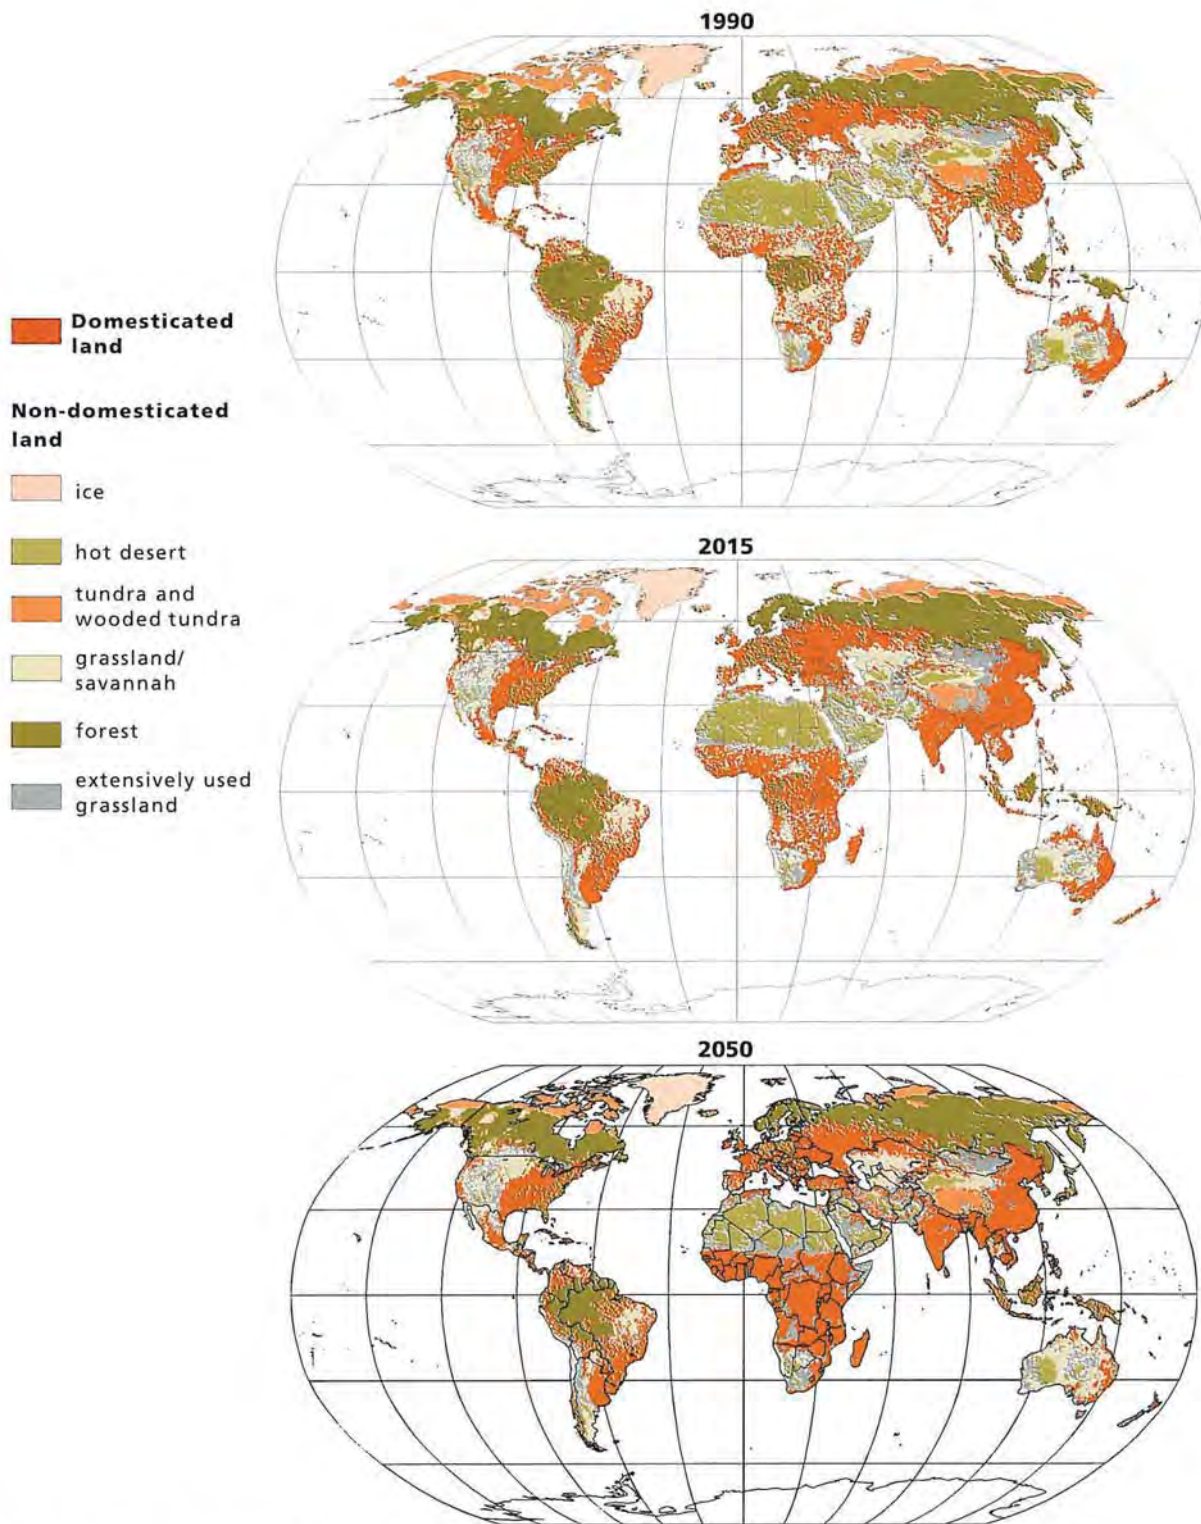 1990
Domesticated
land
Non-domesticated
land
ice
hot desert
tundra and
wooded tundra
grassland/
savannah
forest
extensively used
grassland
2015
2050